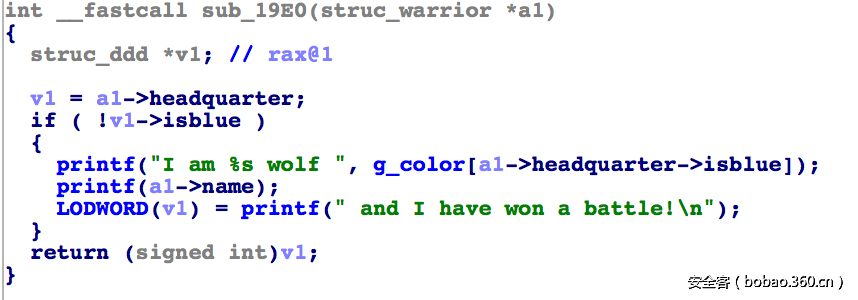 int __fastcall sub_19E0(struc_warrior *a1)
{
  struc_ddd *v1; // rax@1

  v1 = a1->headquarter;
  if ( !v1->isblue )
  {
    printf("I am %s wolf ", g_color[a1->headquarter->isblue]);
    printf(a1->name);
    LODWORD(v1) = printf(" and I have won a battle!\n");
  }
  return (signed int)v1;
}
安全客（bobao.360.cn）